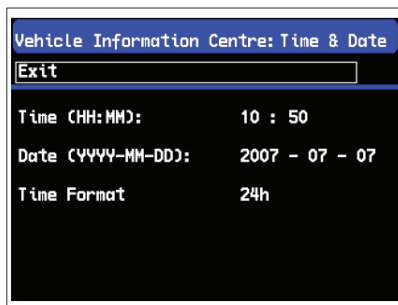 Vehicle Information Centre: Time & Date
Exit
Time (HH:MM): 10 : 50
Date (YYYY-MM-DD): 2007 - 07 - 07
Time Format 24h